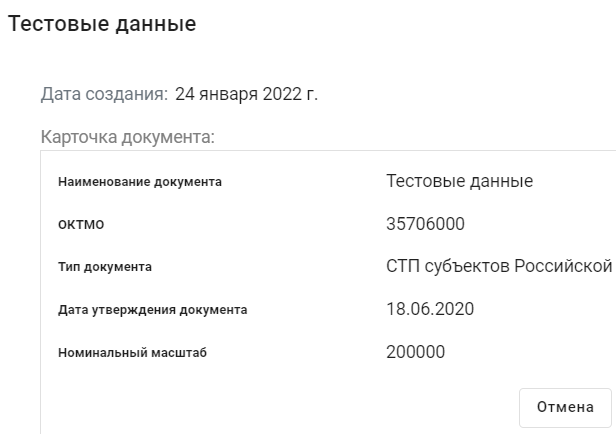 Тестовые данные
Дата создания: 24 января 2022 г.
Карточка документа:
Наименование документа Тестовые данные
ОКТМО 35706000
Тип документа СТП субъектов Российской
Дата утверждения документа 18.06.2020
Номинальный масштаб 200000
Отмена